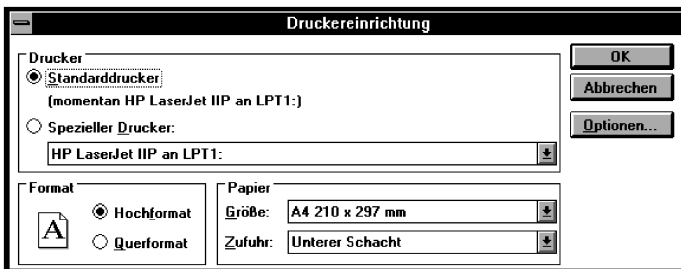 Druckereinrichtung
Drucker
Standarddrucker
(momentan HP LaserJet IIP an LPT1:)
Spezieller Drucker:
HP LaserJet IIP an LPT1:
OK
Abbrechen
Optionen...
Format
A
Hochformat
Querformat
Papier
Größe: A4 210 x 297 mm
Zufuhr: Unterer Schacht